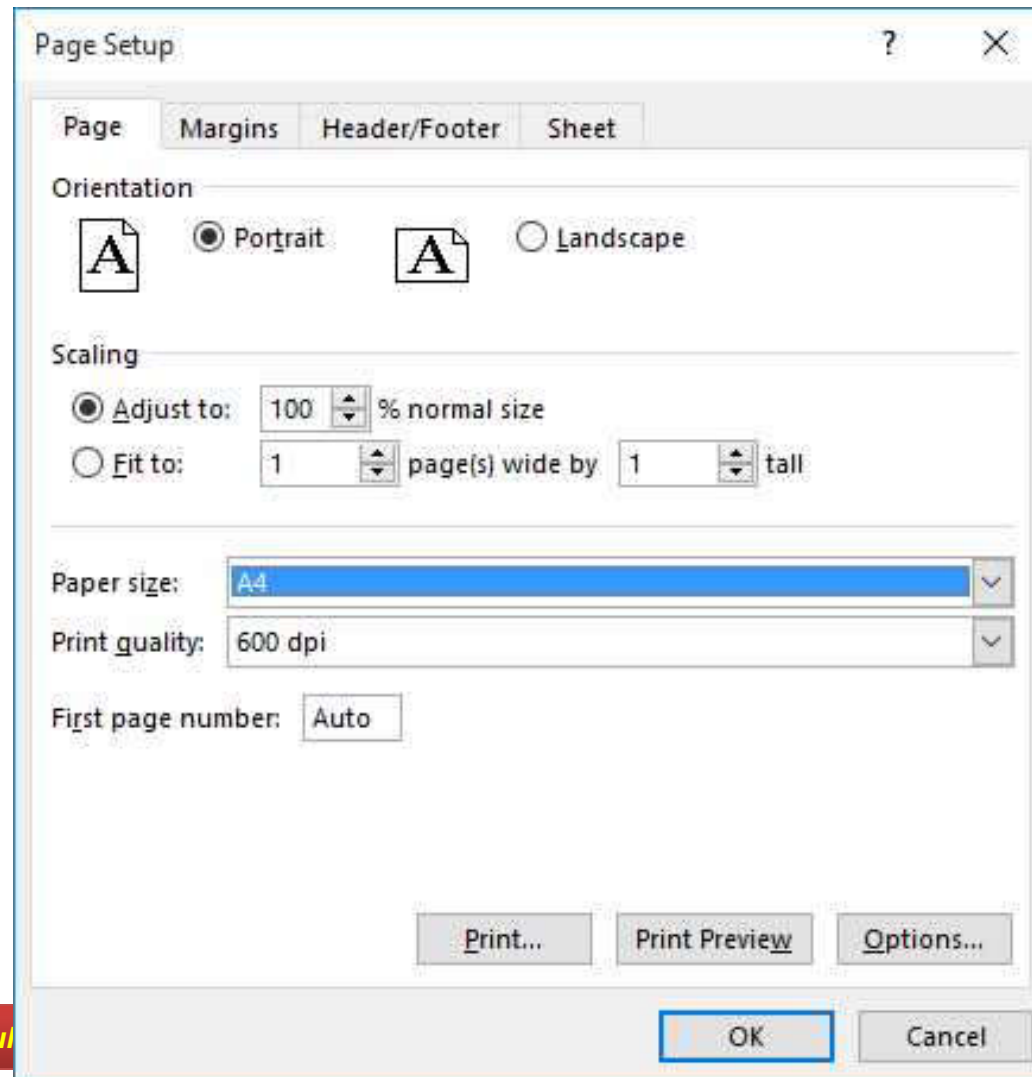 Page Setup ? X
Page Margins Header/Footer Sheet
Orientation
A Portrait A Landscape
Scaling
Adjust to: 100 % normal size
Fit to: 1 page(s) wide by 1 tall
Paper size: A4
Print quality: 600 dpi
First page number: Auto
Print... Print Preview Options...
OK Cancel